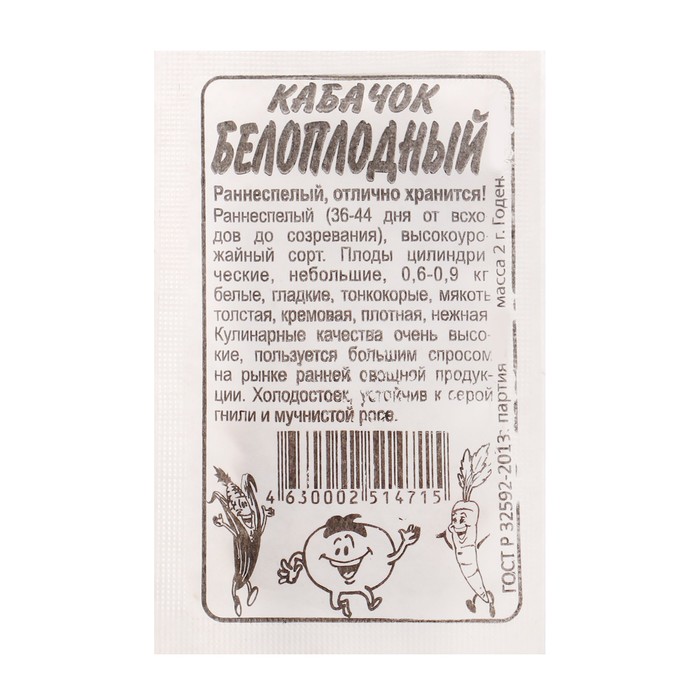 КАБАЧОК
БЕЛОПЛОДНЫЙ
Раннеспелый, отлично хранится!
Раннеспелый (36-44 дня от всхо
дов до созревания), высокоуро-
жайный сорт. Плоды цилиндри
ческие, небольшие, 0,6-0,9 кг
белые, гладкие, тонкокорые, мякоть
толстая, кремовая, плотная, нежная
Кулинарные качества очень высо-
кие, пользуется большим спросом
на рынке ранней овощной продук-
ции. Холодостоек, устойчив к серой
гнили и мучнистой росе.
4 630002 514715
ГОСТ Р 32592-2013. партия масса 2 г. Годен.